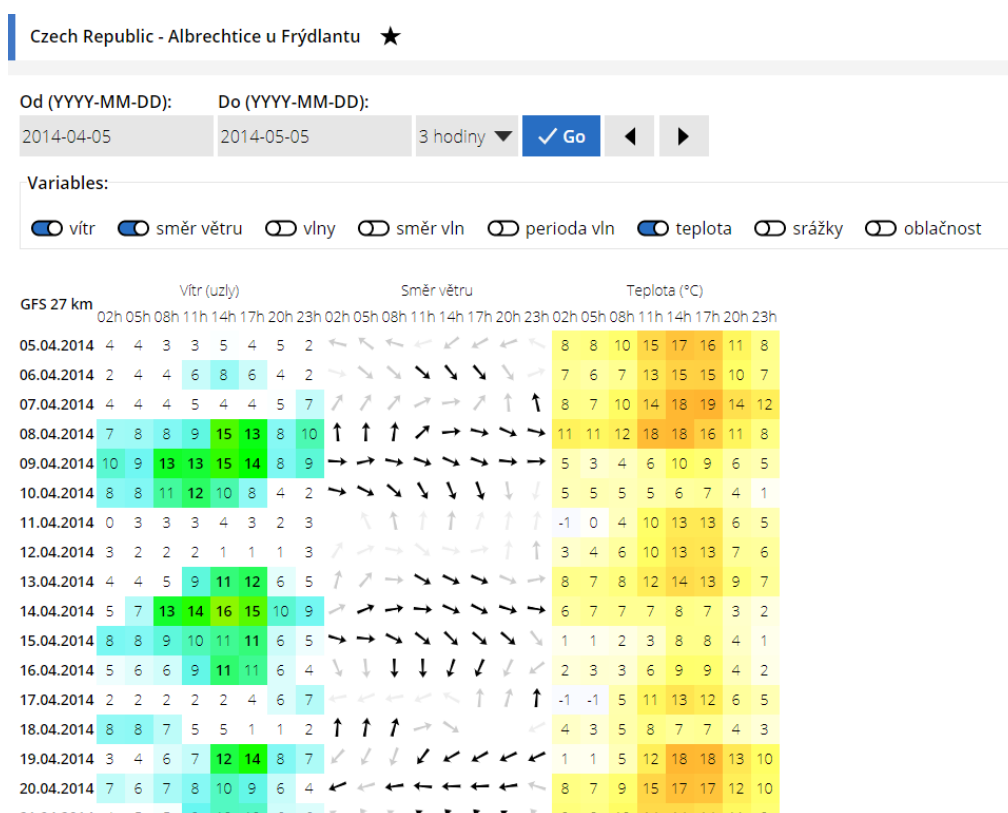 Czech Republic - Albrechtice u Frýdlantu
Od (YYYY-MM-DD): Do (YYYY-MM-DD):
2014-04-05 2014-05-05 3 hodiny Go
Variables:
vítr směr větru vlny směr vln perioda vln teplota srážky oblačnost
Vítr (uzly) Směr větru Teplota (°C)
GFS 27 km
02h 05h 08h 11h 14h 17h 20h 23h 02h 05h 08h 11h 14h 17h 20h 23h 02h 05h 08h 11h 14h 17h 20h 23h
05.04.2014 4 4 3 3 5 4 5 2 8 8 10 15 17 16 11 8
06.04.2014 2 4 4 6 8 6 4 2 7 6 7 13 15 15 10 7
07.04.2014 4 4 4 5 4 4 5 7 8 7 10 14 18 19 14 12
08.04.2014 7 8 8 9 15 13 8 10 11 11 12 18 18 16 11 8
09.04.2014 10 9 13 13 15 14 8 9 5 3 4 6 10 9 6 5
10.04.2014 8 8 11 12 10 8 4 2 5 5 5 5 6 7 4 1
11.04.2014 0 3 3 3 4 3 2 3 -1 0 4 10 13 13 6 5
12.04.2014 3 2 2 2 1 1 1 3 3 4 6 10 13 13 7 6
13.04.2014 4 4 5 9 11 12 6 5 8 7 8 12 14 13 9 7
14.04.2014 5 7 13 14 16 15 10 9 6 7 7 7 8 7 3 2
15.04.2014 8 8 9 10 11 11 6 5 1 1 2 3 8 8 4 1
16.04.2014 5 6 6 9 11 11 6 4 2 3 3 6 9 9 4 2
17.04.2014 2 2 2 2 2 4 6 7 -1 -1 5 11 13 12 6 5
18.04.2014 8 8 7 5 5 1 1 2 4 3 5 8 7 7 4 3
19.04.2014 3 4 6 7 12 14 8 7 1 1 5 12 18 18 13 10
20.04.2014 7 6 7 8 10 9 6 4 8 7 9 15 17 17 12 10